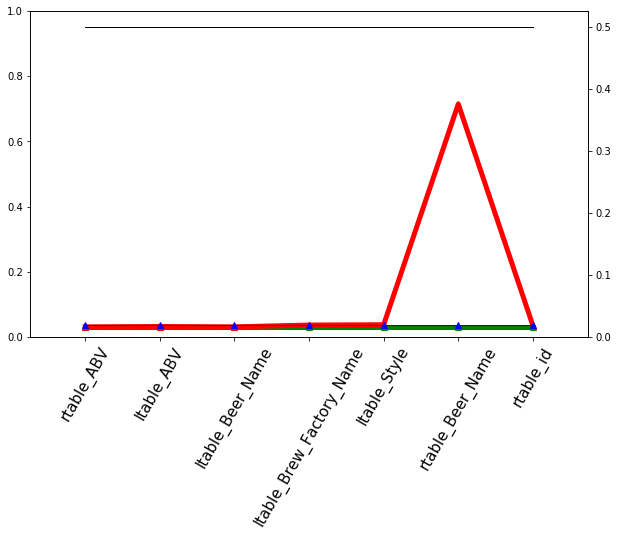 1.0
0.8
0.6
0.4
0.2
0.0
0.5
0.4
0.3
0.2
0.1
0.0
rtable_ABV
ltable_ABV
ltable_Beer_Name
ltable_Brew_Factory_Name
ltable_Style
rtable_Beer_Name
rtable_id